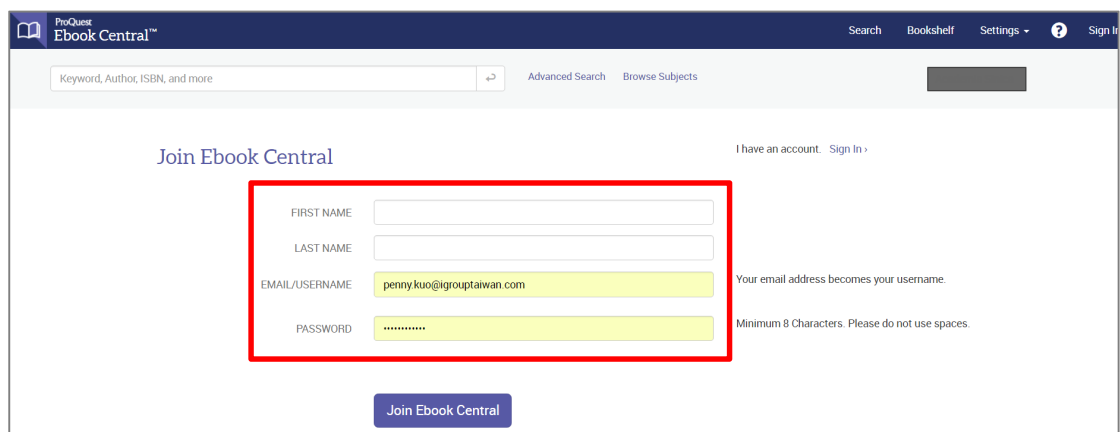 ProQuest
Ebook Central™
Search Bookshelf Settings ? Sign In
Keyword, Author, ISBN, and more
Advanced Search Browse Subjects
Join Ebook Central
I have an account. Sign In ›
FIRST NAME
LAST NAME
EMAIL/USERNAME penny.kuo@igrouptaiwan.com Your email address becomes your username.
PASSWORD •••••••••••• Minimum 8 Characters. Please do not use spaces.
Join Ebook Central